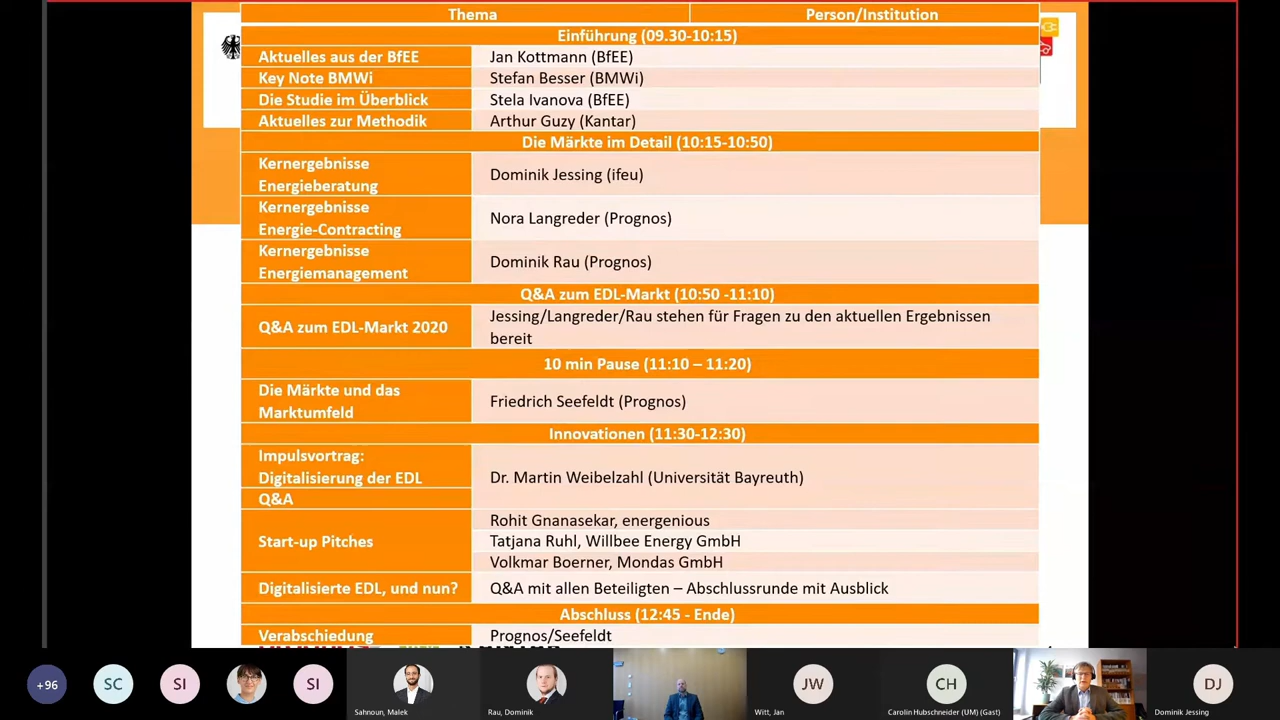 Thema Person/Institution
Einführung (09.30-10:15)
Aktuelles aus der BfEE Jan Kottmann (BfEE)
Key Note BMWi Stefan Besser (BMWi)
Die Studie im Überblick Stela Ivanova (BfEE)
Aktuelles zur Methodik Arthur Guzy (Kantar)
Die Märkte im Detail (10:15-10:50)
Kernergebnisse
Energieberatung
Dominik Jessing (ifeu)
Kernergebnisse
Energie-Contracting
Nora Langreder (Prognos)
Kernergebnisse
Energiemanagement
Dominik Rau (Prognos)
Q&A zum EDL-Markt (10:50 -11:10)
Q&A zum EDL-Markt 2020
Jessing/Langreder/Rau stehen für Fragen zu den aktuellen Ergebnissen
bereit
10 min Pause (11:10 – 11:20)
Die Märkte und das
Marktumfeld
Friedrich Seefeldt (Prognos)
Innovationen (11:30-12:30)
Impulsvortrag:
Digitalisierung der EDL
Dr. Martin Weibelzahl (Universität Bayreuth)
Q&A
Start-up Pitches
Rohit Gnanasekar, energenious
Tatjana Ruhl, Willbee Energy GmbH
Volkmar Boerner, Mondas GmbH
Digitalisierte EDL, und nun? Q&A mit allen Beteiligten – Abschlussrunde mit Ausblick
Abschluss (12:45 - Ende)
Verabschiedung Prognos/Seefeldt
+96 SC SI SI JW CH DJ
Sahnoun, Malek Rau, Dominik Witt, Jan Carolin Hubschneider (UM) (Gast) Dominik Jessing